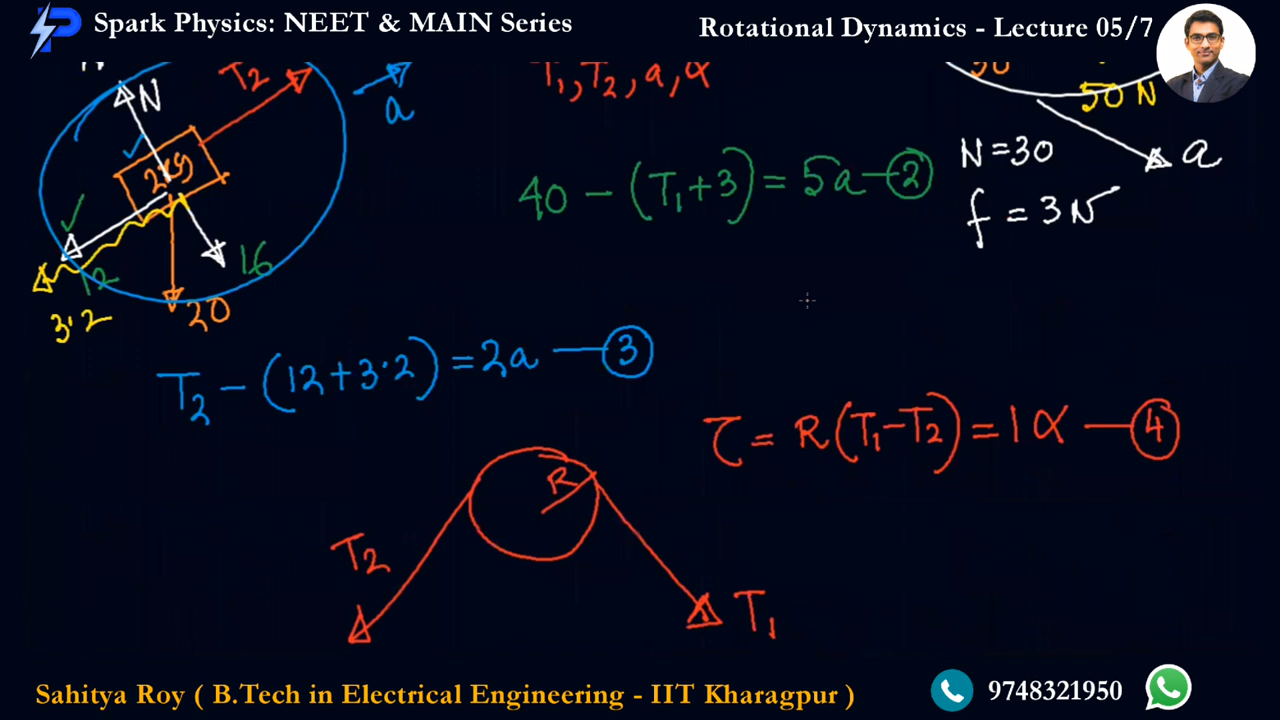 Spark Physics: NEET & MAIN Series
Rotational Dynamics - Lecture 05/7
T₂
a
N
2kg
12
16
3.2
20
T₁, T₂, a, α
50 N
a
N = 30
f = 3N
40 - (T₁+3) = 5a — ②
T₂ - (12+3.2) = 2a — ③
τ = R(T₁-T₂) = Iα — ④
R
T₂
T₁
Sahitya Roy ( B.Tech in Electrical Engineering - IIT Kharagpur )
9748321950